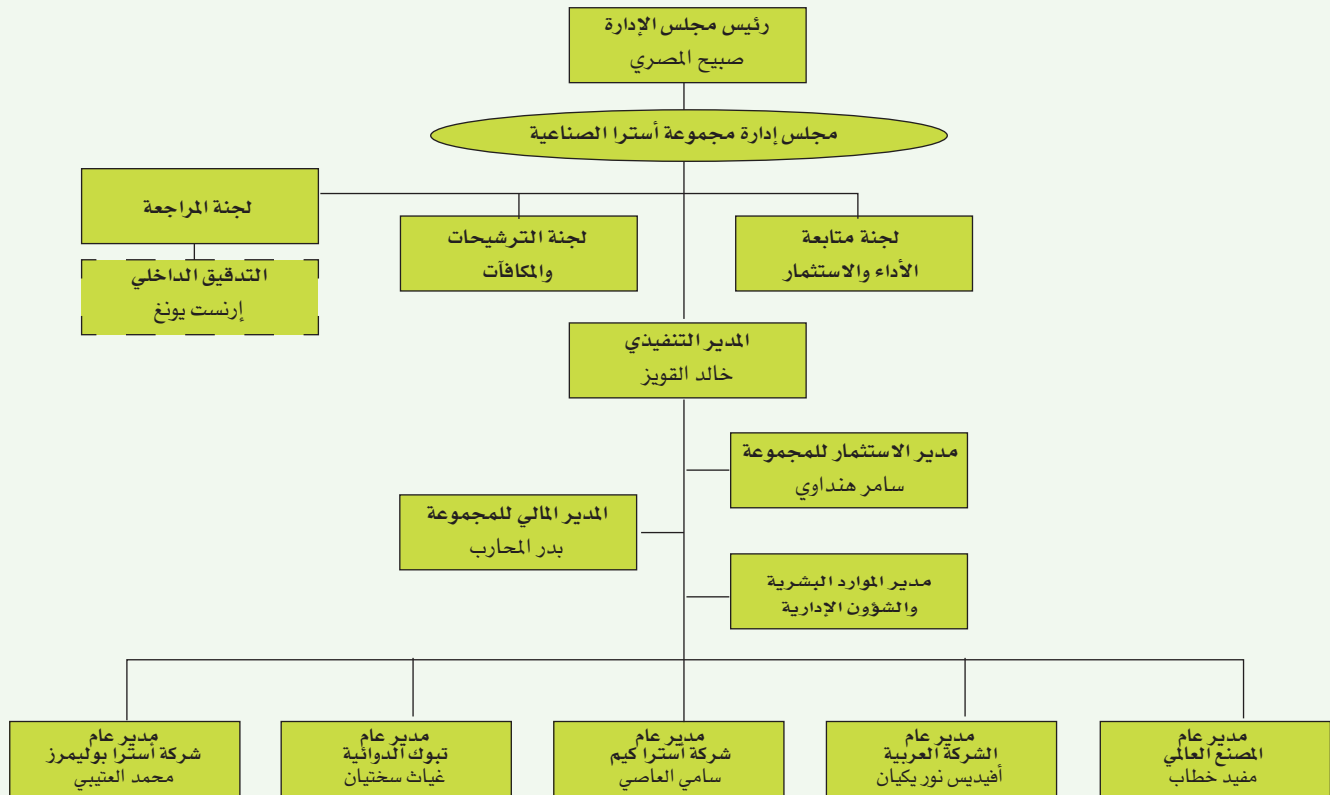 رئيس مجلس الإدارة
صبيح المصري
مجلس إدارة مجموعة أسترا الصناعية
لجنة متابعة
الأداء والاستثمار
لجنة الترشيحات
والمكافآت
لجنة المراجعة
التدقيق الداخلي
إرنست يونغ
المدير التنفيذي
خالد القويز
مدير الاستثمار للمجموعة
سامر هنداوي
المدير المالي للمجموعة
بدر المحارب
مدير الموارد البشرية
والشؤون الإدارية
مدير عام
المصنع العالمي
مفيد خطاب
مدير عام
الشركة العربية
أفيديس نور يكيان
مدير عام
شركة أسترا كيم
سامي العاصي
مدير عام
تبوك الدوائية
غياث سختيان
مدير عام
شركة أسترا بوليمرز
محمد العتيبي